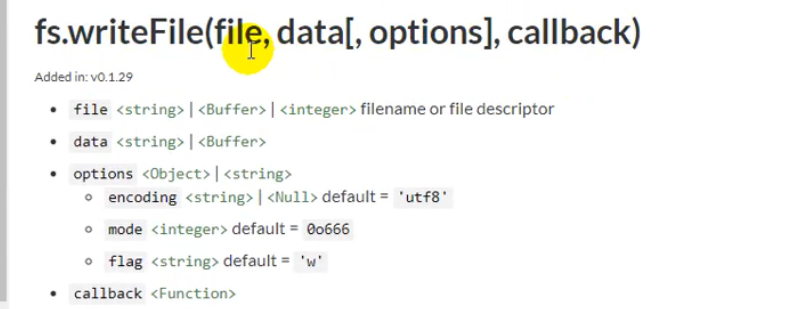 fs.writeFile(file, data[, options], callback)
Added in: v0.1.29
• file <string> | <Buffer> | <integer> filename or file descriptor
• data <string> | <Buffer>
• options <Object> | <string>
◦ encoding <string> | <Null> default = 'utf8'
◦ mode <integer> default = 0o666
◦ flag <string> default = 'w'
• callback <Function>